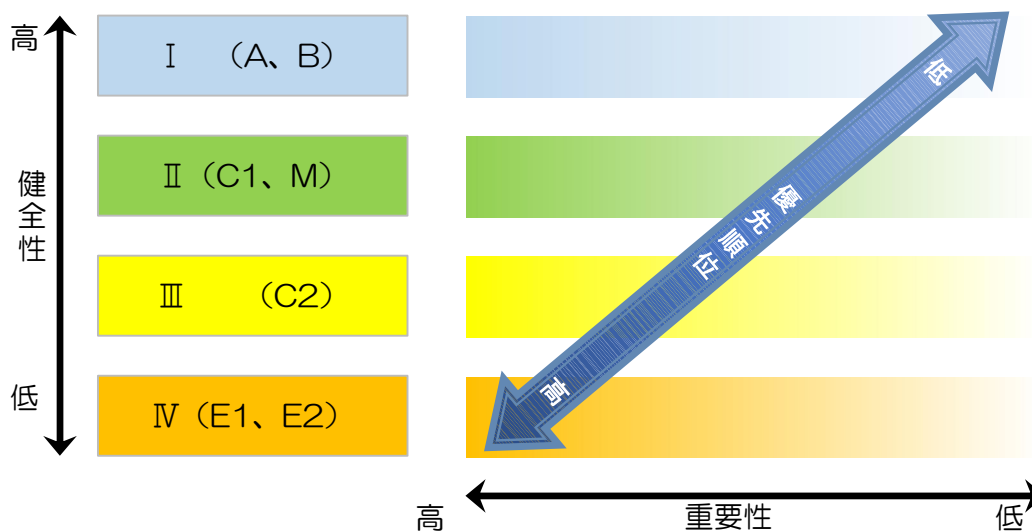 高
Ⅰ （A、B）
Ⅱ（C1、M）
健全性
Ⅲ （C2）
低
Ⅳ（E1、E2）
低
優先順位
高
高
重要性
低